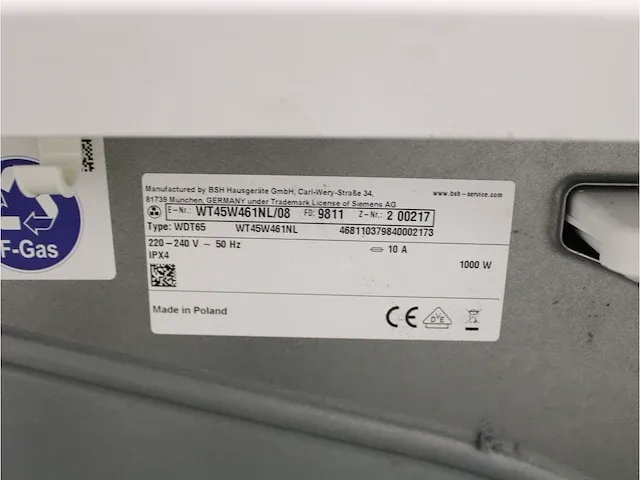 Manufactured by BSH Hausgeräte GmbH, Carl-Wery-Straße 34,
81739 Munchen, GERMANY under Trademark License of Siemens AG
www.bsh-service.com
E-Nr.: WT45W461NL/08 FD: 9811 Z-Nr.: 2 00217
Type: WDT65 WT45W461NL 468110379840002173
220-240 V ~ 50 Hz 10 A
IPX4 1000 W
Made in Poland
CE VDE
F-Gas